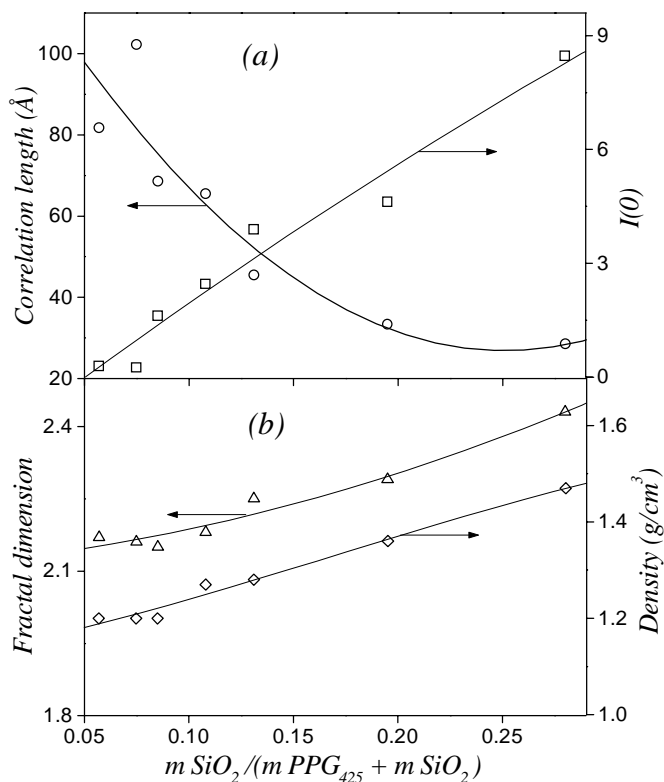 (a)
100
80
60
40
20
Correlation length (Å)
9
6
3
0
I(0)
(b)
2.4
2.1
1.8
Fractal dimension
1.6
1.4
1.2
1.0
Density (g/cm³)
0.05 0.10 0.15 0.20 0.25
m SiO₂/(m PPG₄₂₅ + m SiO₂)